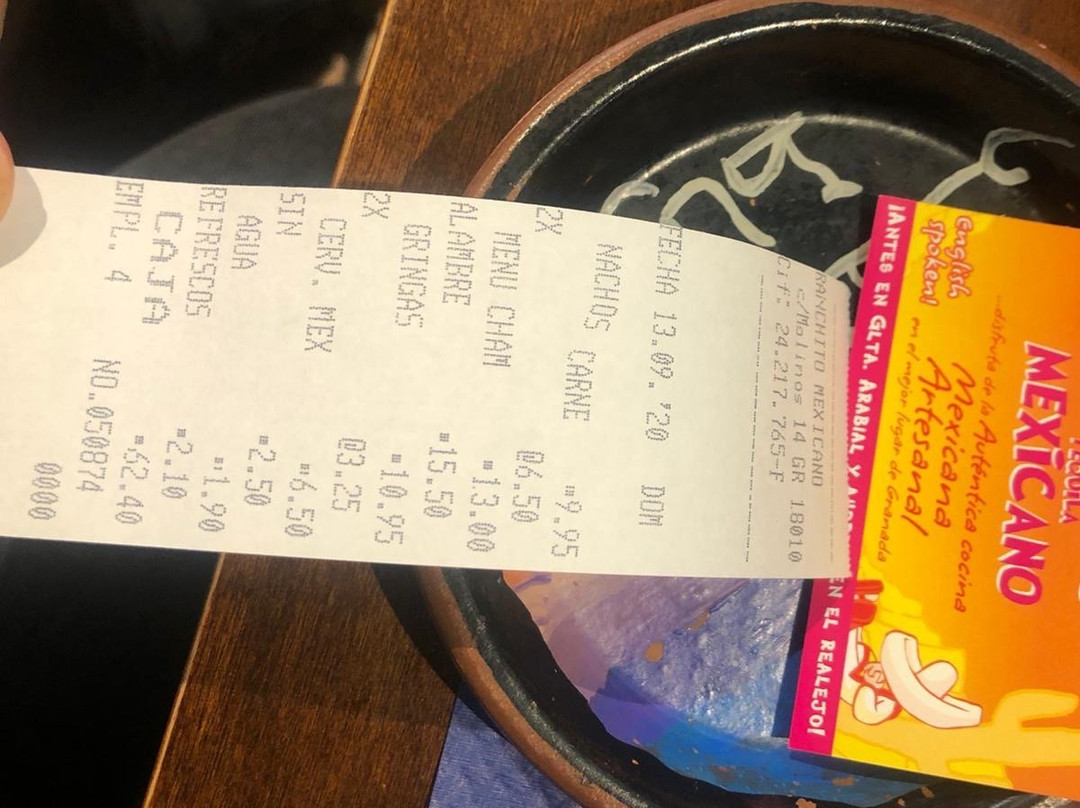 RANCHITO MEXICANO
c/Molinos 14 GR 18010
Cif: 24.217.765-F
FECHA 13.09.'20 DOM
NACHOS CARNE ▪9.95
2X @6.50
MENU CHAM ▪13.00
ALAMBRE ▪15.50
GRINGAS ▪10.95
2X @3.25
CERV. MEX ▪6.50
SIN ▪2.50
AGUA ▪1.90
REFRESCOS ▪2.10
CAJA ▪62.40
EMPL. 4 NO.050874
0000
TEQUILA
MEXICANO
...disfruta de la Auténtica cocina
Mexicana
Artesanal
en el mejor lugar de Granada
english
spoken!
¡ANTES EN GLTA. ARABIAL Y EN EL REALEJO!